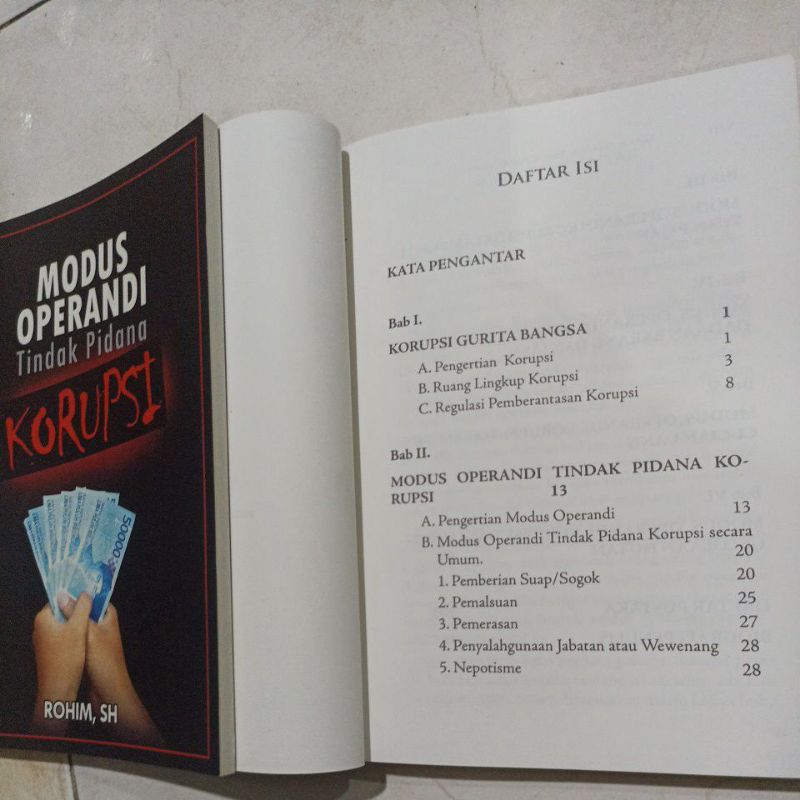 MODUS
OPERANDI
Tindak Pidana
KORUPSI
50000
ROHIM, SH
DAFTAR ISI
KATA PENGANTAR
Bab I.
KORUPSI GURITA BANGSA 1
A. Pengertian Korupsi 1
B. Ruang Lingkup Korupsi 3
C. Regulasi Pemberantasan Korupsi 8
Bab II.
MODUS OPERANDI TINDAK PIDANA KO-
RUPSI 13
A. Pengertian Modus Operandi 13
B. Modus Operandi Tindak Pidana Korupsi secara
Umum. 20
1. Pemberian Suap/Sogok 20
2. Pemalsuan 25
3. Pemerasan 27
4. Penyalahgunaan Jabatan atau Wewenang 28
5. Nepotisme 28